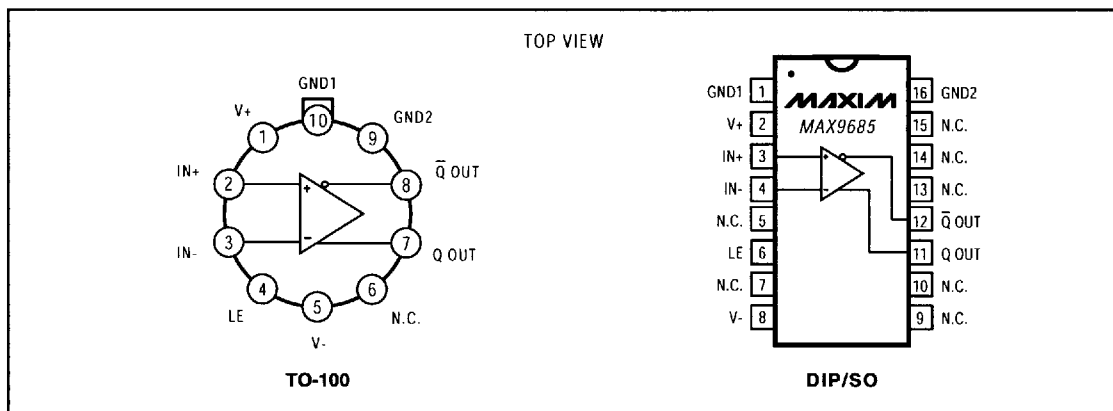 TOP VIEW
GND1
V+
GND2
IN+
Q̅ OUT
IN-
Q OUT
LE
N.C.
V-
10
1
9
2
8
3
7
4
6
5
+
−
TO-100
MAXIM
MAX9685
GND1 1
V+ 2
IN+ 3
IN- 4
N.C. 5
LE 6
N.C. 7
V- 8
16 GND2
15 N.C.
14 N.C.
13 N.C.
12 Q̅ OUT
11 Q OUT
10 N.C.
9 N.C.
+
−
DIP/SO